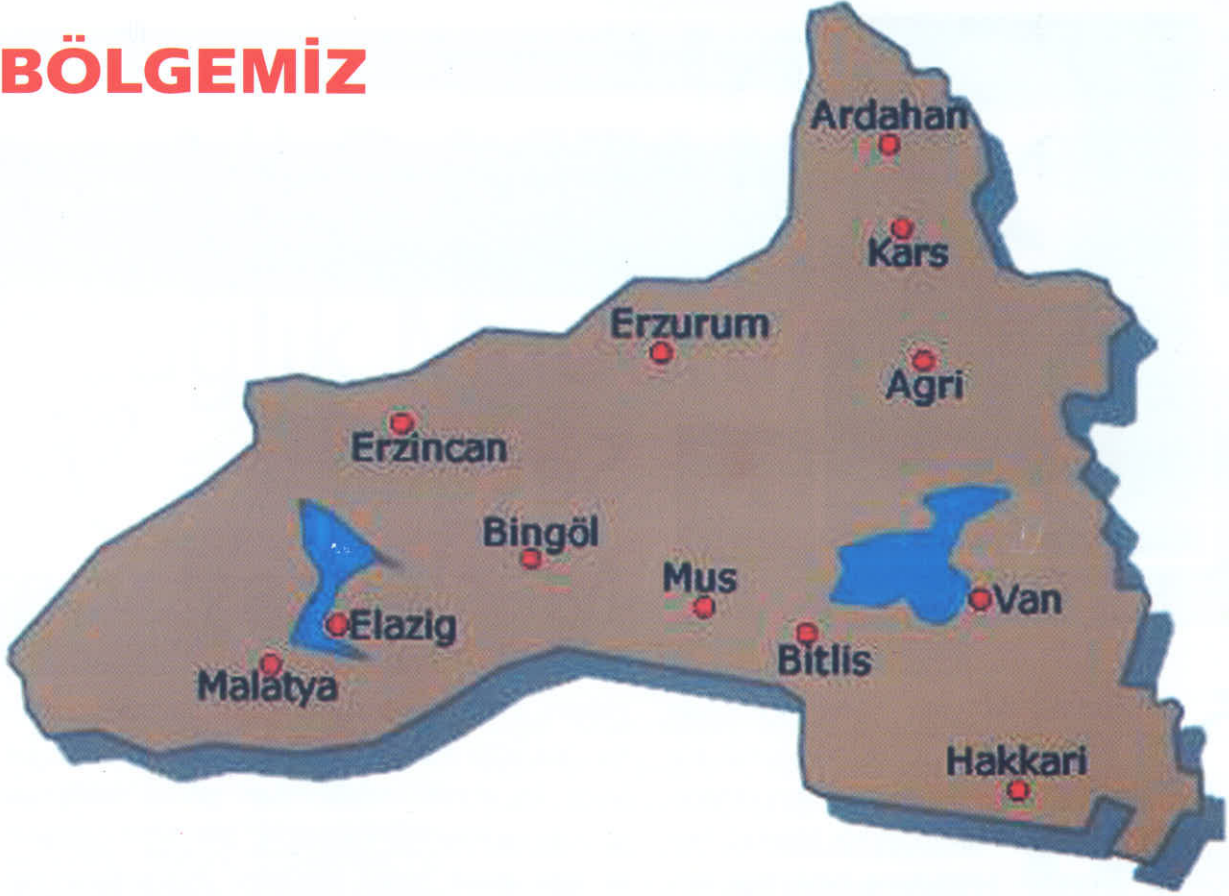 BÖLGEMİZ
Ardahan
Kars
Erzurum
Agri
Erzincan
Bingöl
Mus
Van
Elazig
Bitlis
Malatya
Hakkari